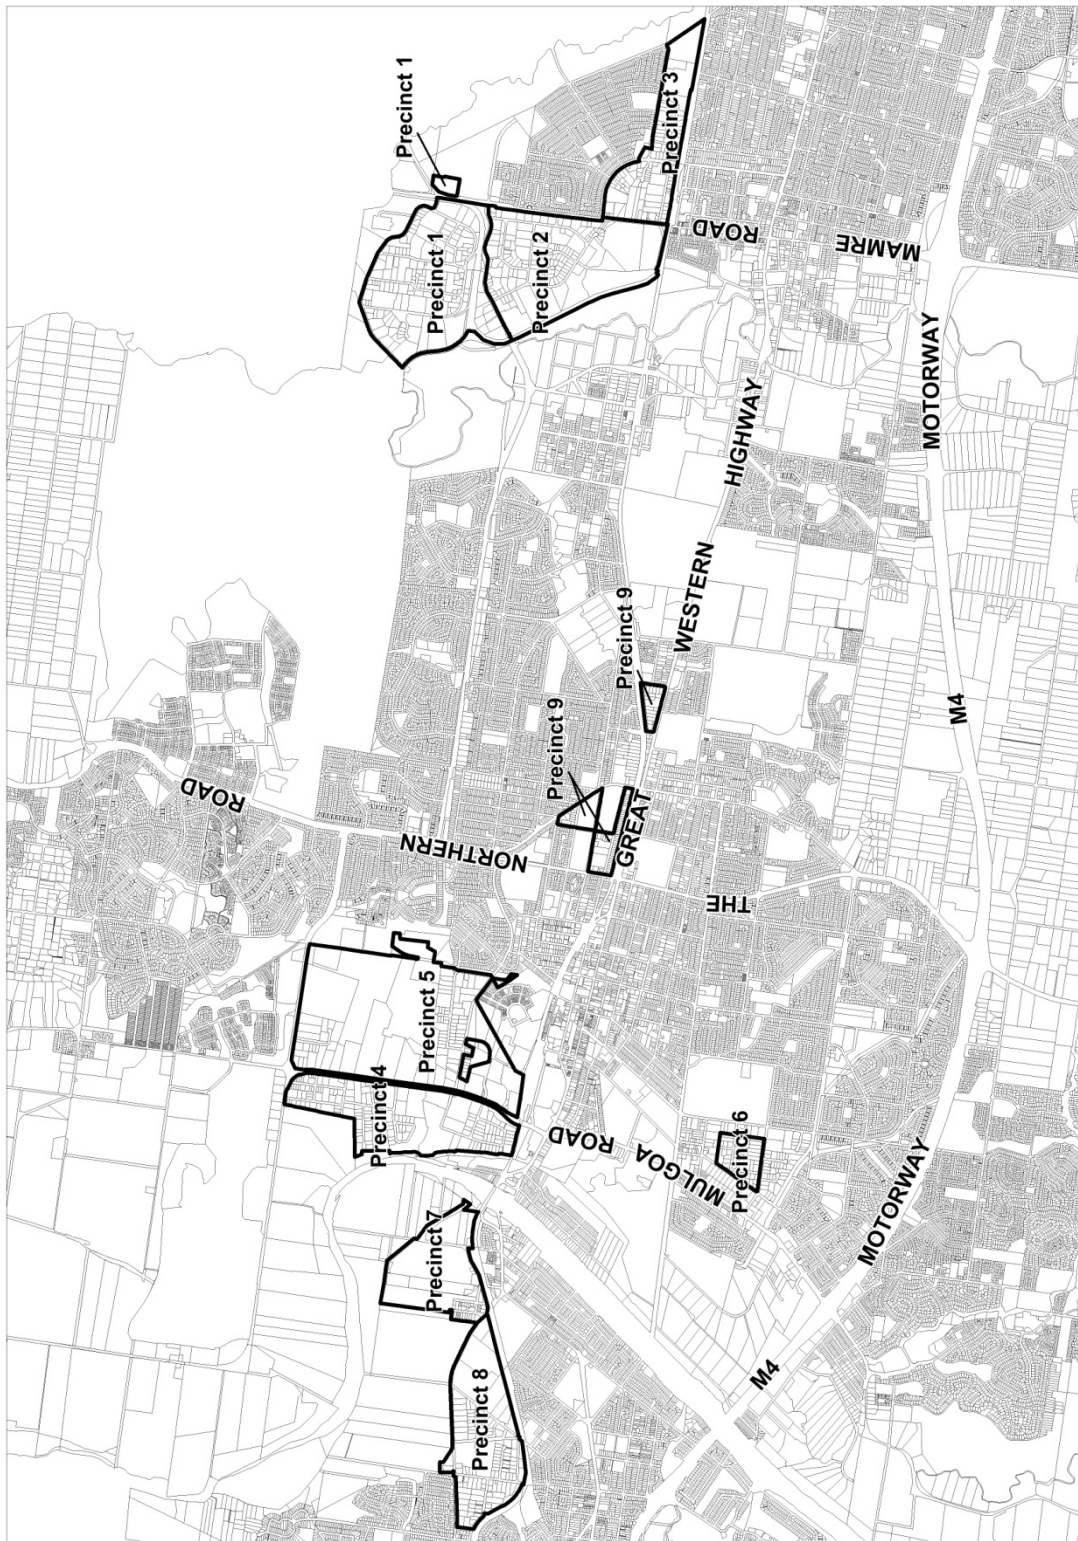 Precinct 1
Precinct 1
Precinct 2
Precinct 3
ROAD
MAMRE
HIGHWAY
MOTORWAY
WESTERN
Precinct 9
Precinct 9
GREAT
M4
ROAD
NORTHERN
THE
Precinct 5
Precinct 4
ROAD
MULGOA
Precinct 6
MOTORWAY
M4
Precinct 7
Precinct 8